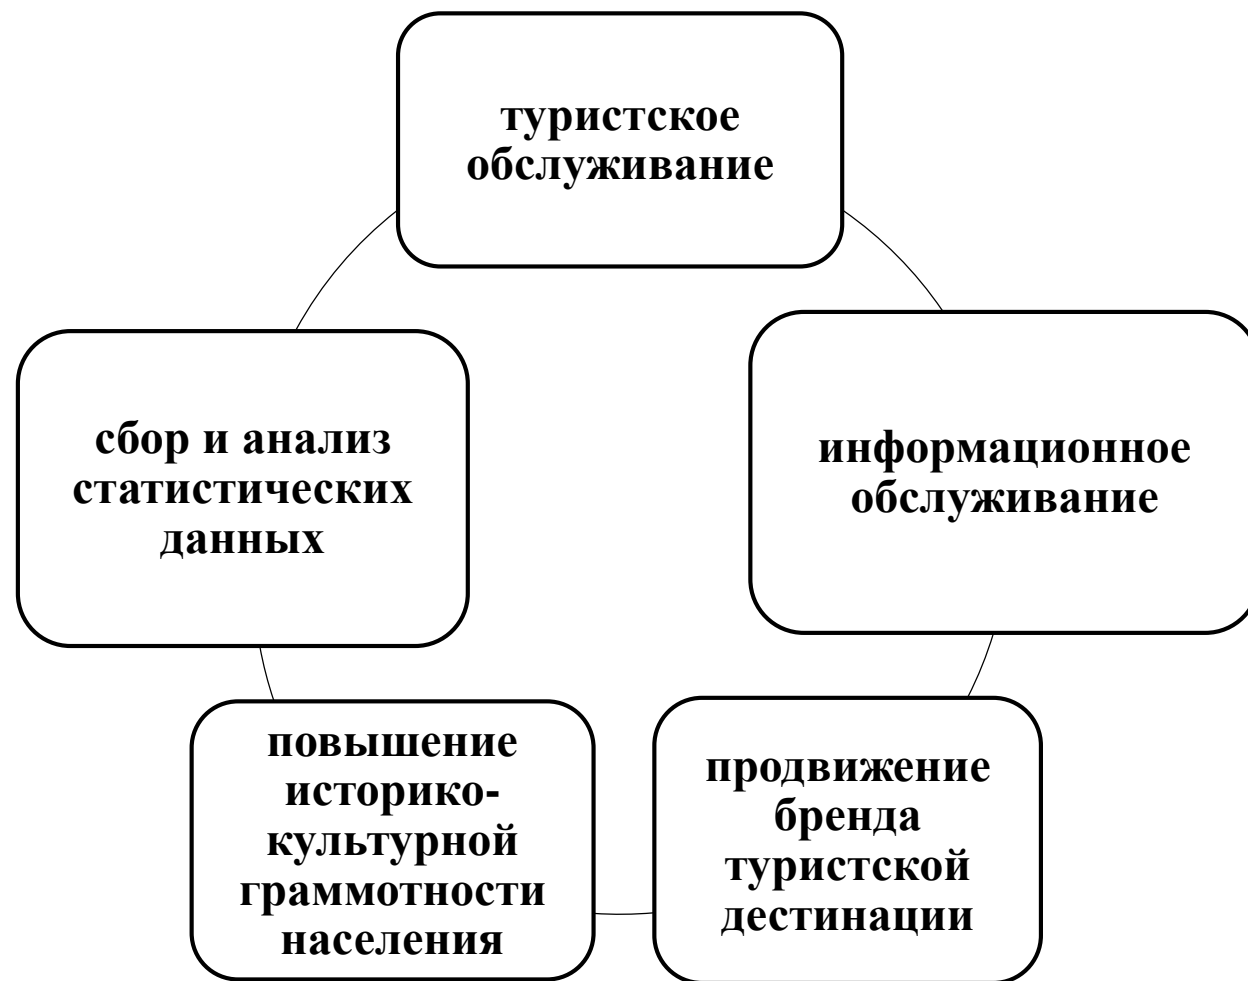 туристское
обслуживание
информационное
обслуживание
продвижение
бренда
туристской
дестинации
повышение
историко-
культурной
граммотности
населения
сбор и анализ
статистических
данных